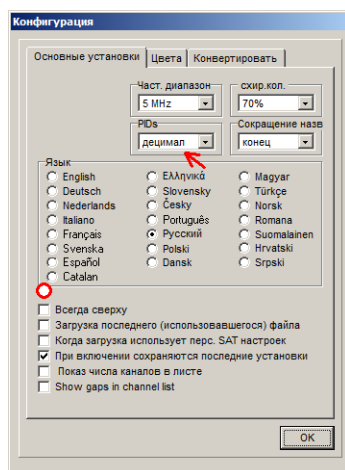 Конфигурация
Основные установки Цвета Конвертировать
Част. диапазон схир.кол.
5 MHz 70%
PIDs Сокращение назв
децимал конец
Язык
English Ελληνικά Magyar
Deutsch Slovensky Türkçe
Nederlands Česky Norsk
Italiano Português Romana
Français Русский Suomalainen
Svenska Polski Hrvatski
Español Dansk Srpski
Catalan
Всегда сверху
Загрузка последнего (использовавшегося) файла
Когда загрузка использует перс. SAT настроек
При включении сохраняются последние установки
Показ числа каналов в листе
Show gaps in channel list
OK